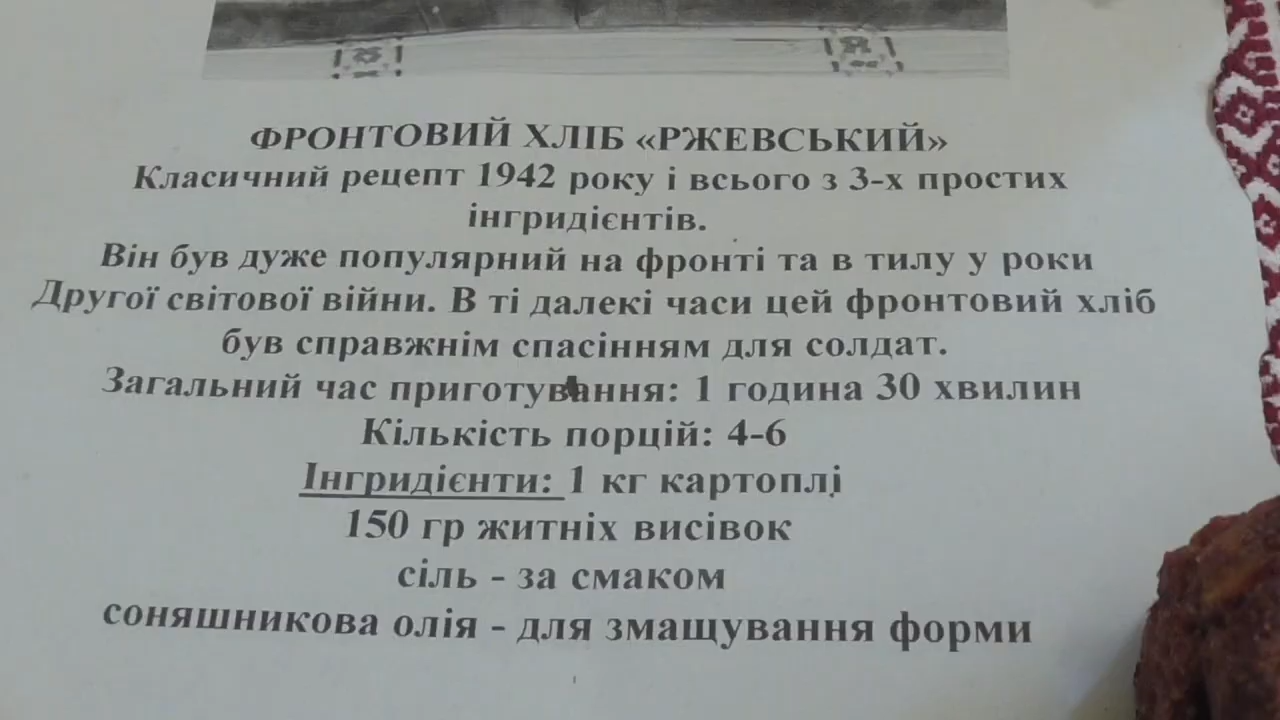 ФРОНТОВИЙ ХЛІБ «РЖЕВСЬКИЙ»
Класичний рецепт 1942 року і всього з 3-х простих
інгридієнтів.
Він був дуже популярний на фронті та в тилу у роки
Другої світової війни. В ті далекі часи цей фронтовий хліб
був справжнім спасінням для солдат.
Загальний час приготування: 1 година 30 хвилин
Кількість порцій: 4-6
Інгридієнти: 1 кг картоплі
150 гр житніх висівок
сіль - за смаком
соняшникова олія - для змащування форми